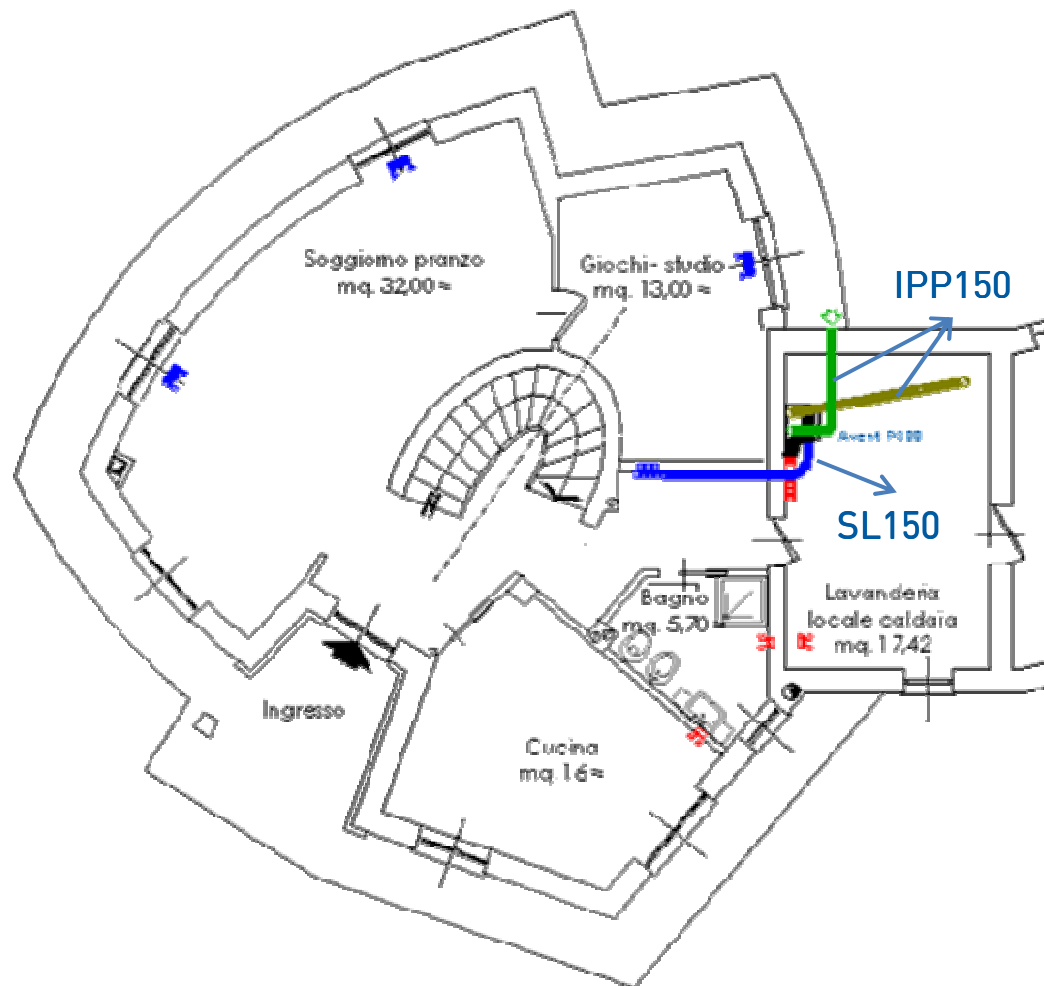 Soggiorno pranzo
mq. 32,00 ≈
Giochi- studio
mq. 13,00 ≈
IPP150
SL150
Bagno
mq. 5,70
Lavanderia
locale caldaia
mq. 17,42
Ingresso
Cucina
mq. 16 ≈